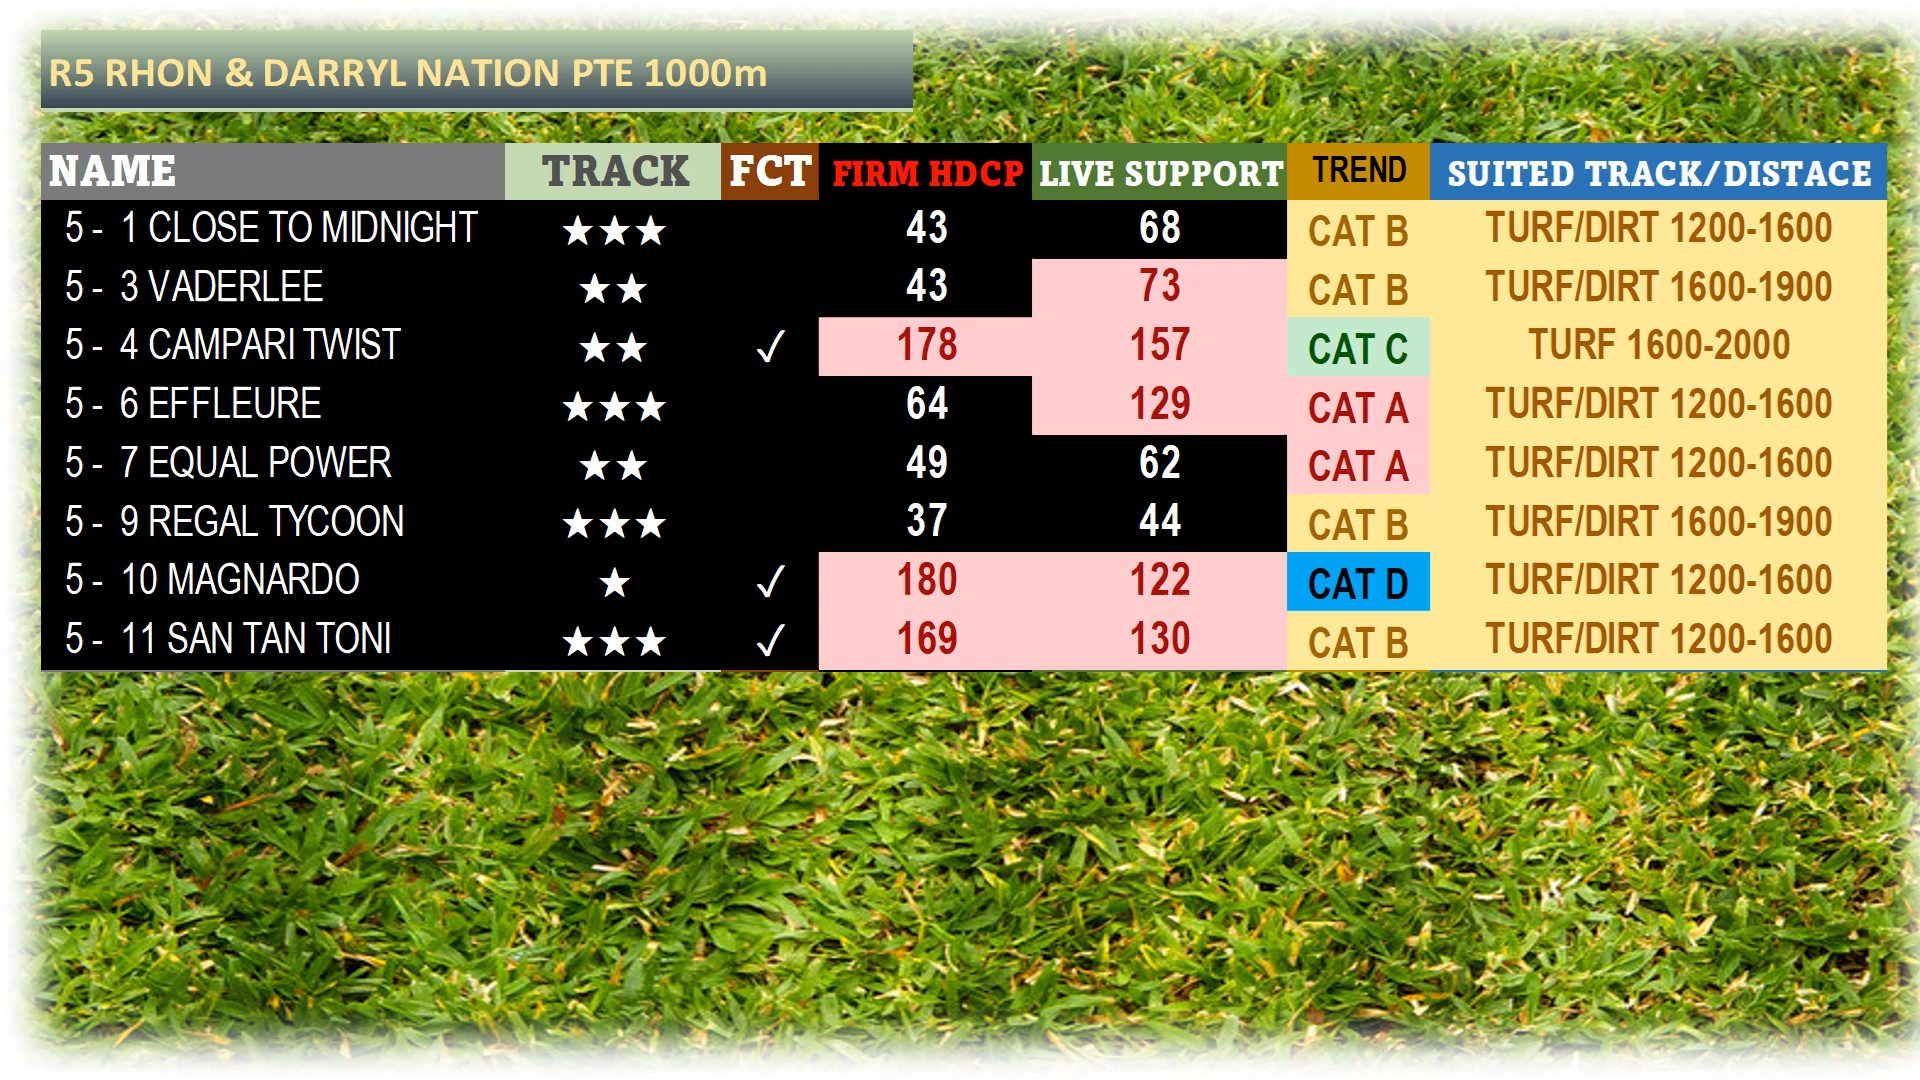 R5 RHON & DARRYL NATION PTE 1000m
NAME TRACK FCT FIRM HDCP LIVE SUPPORT TREND SUITED TRACK/DISTACE
5 - 1 CLOSE TO MIDNIGHT ★★★ 43 68 CAT B TURF/DIRT 1200-1600
5 - 3 VADERLEE ★★ 43 73 CAT B TURF/DIRT 1600-1900
5 - 4 CAMPARI TWIST ★★ ✓ 178 157 CAT C TURF 1600-2000
5 - 6 EFFLEURE ★★★ 64 129 CAT A TURF/DIRT 1200-1600
5 - 7 EQUAL POWER ★★ 49 62 CAT A TURF/DIRT 1200-1600
5 - 9 REGAL TYCOON ★★★ 37 44 CAT B TURF/DIRT 1600-1900
5 - 10 MAGNARDO ★ ✓ 180 122 CAT D TURF/DIRT 1200-1600
5 - 11 SAN TAN TONI ★★★ ✓ 169 130 CAT B TURF/DIRT 1200-1600